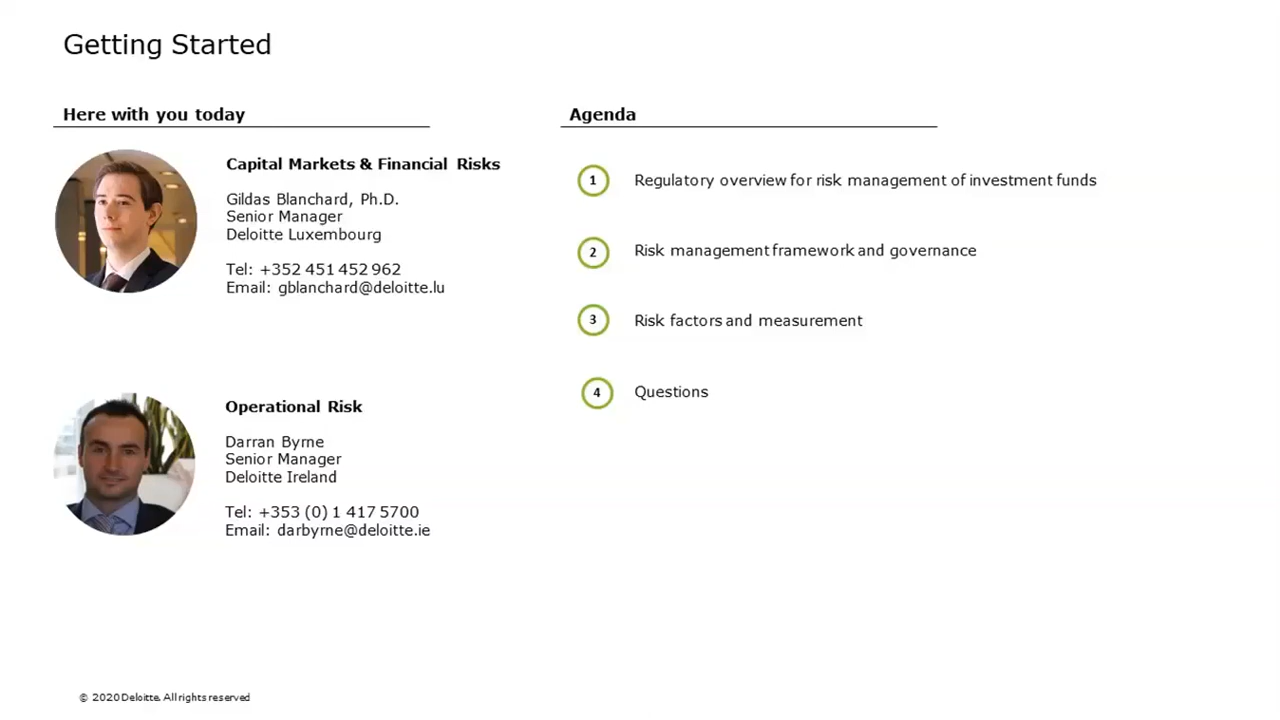 Getting Started
Here with you today
Capital Markets & Financial Risks
Gildas Blanchard, Ph.D.
Senior Manager
Deloitte Luxembourg
Tel: +352 451 452 962
Email: gblanchard@deloitte.lu
Operational Risk
Darran Byrne
Senior Manager
Deloitte Ireland
Tel: +353 (0) 1 417 5700
Email: darbyrne@deloitte.ie
Agenda
1 Regulatory overview for risk management of investment funds
2 Risk management framework and governance
3 Risk factors and measurement
4 Questions
© 2020 Deloitte. All rights reserved